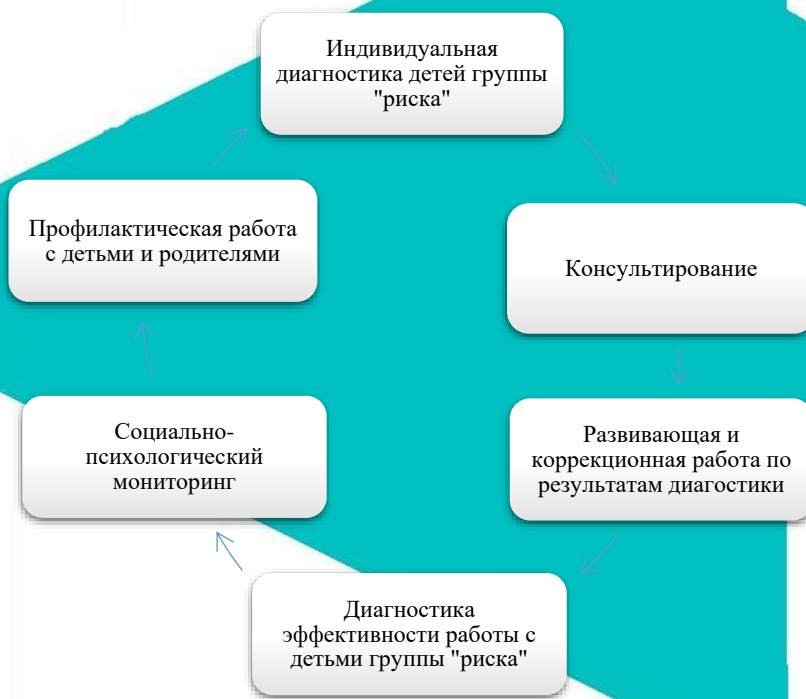 Индивидуальная
диагностика детей группы
"риска"
Консультирование
Развивающая и
коррекционная работа по
результатам диагостики
Диагностика
эффективности работы с
детьми группы "риска"
Социально-
психологический
мониторинг
Профилактическая работа
с детьми и родителями